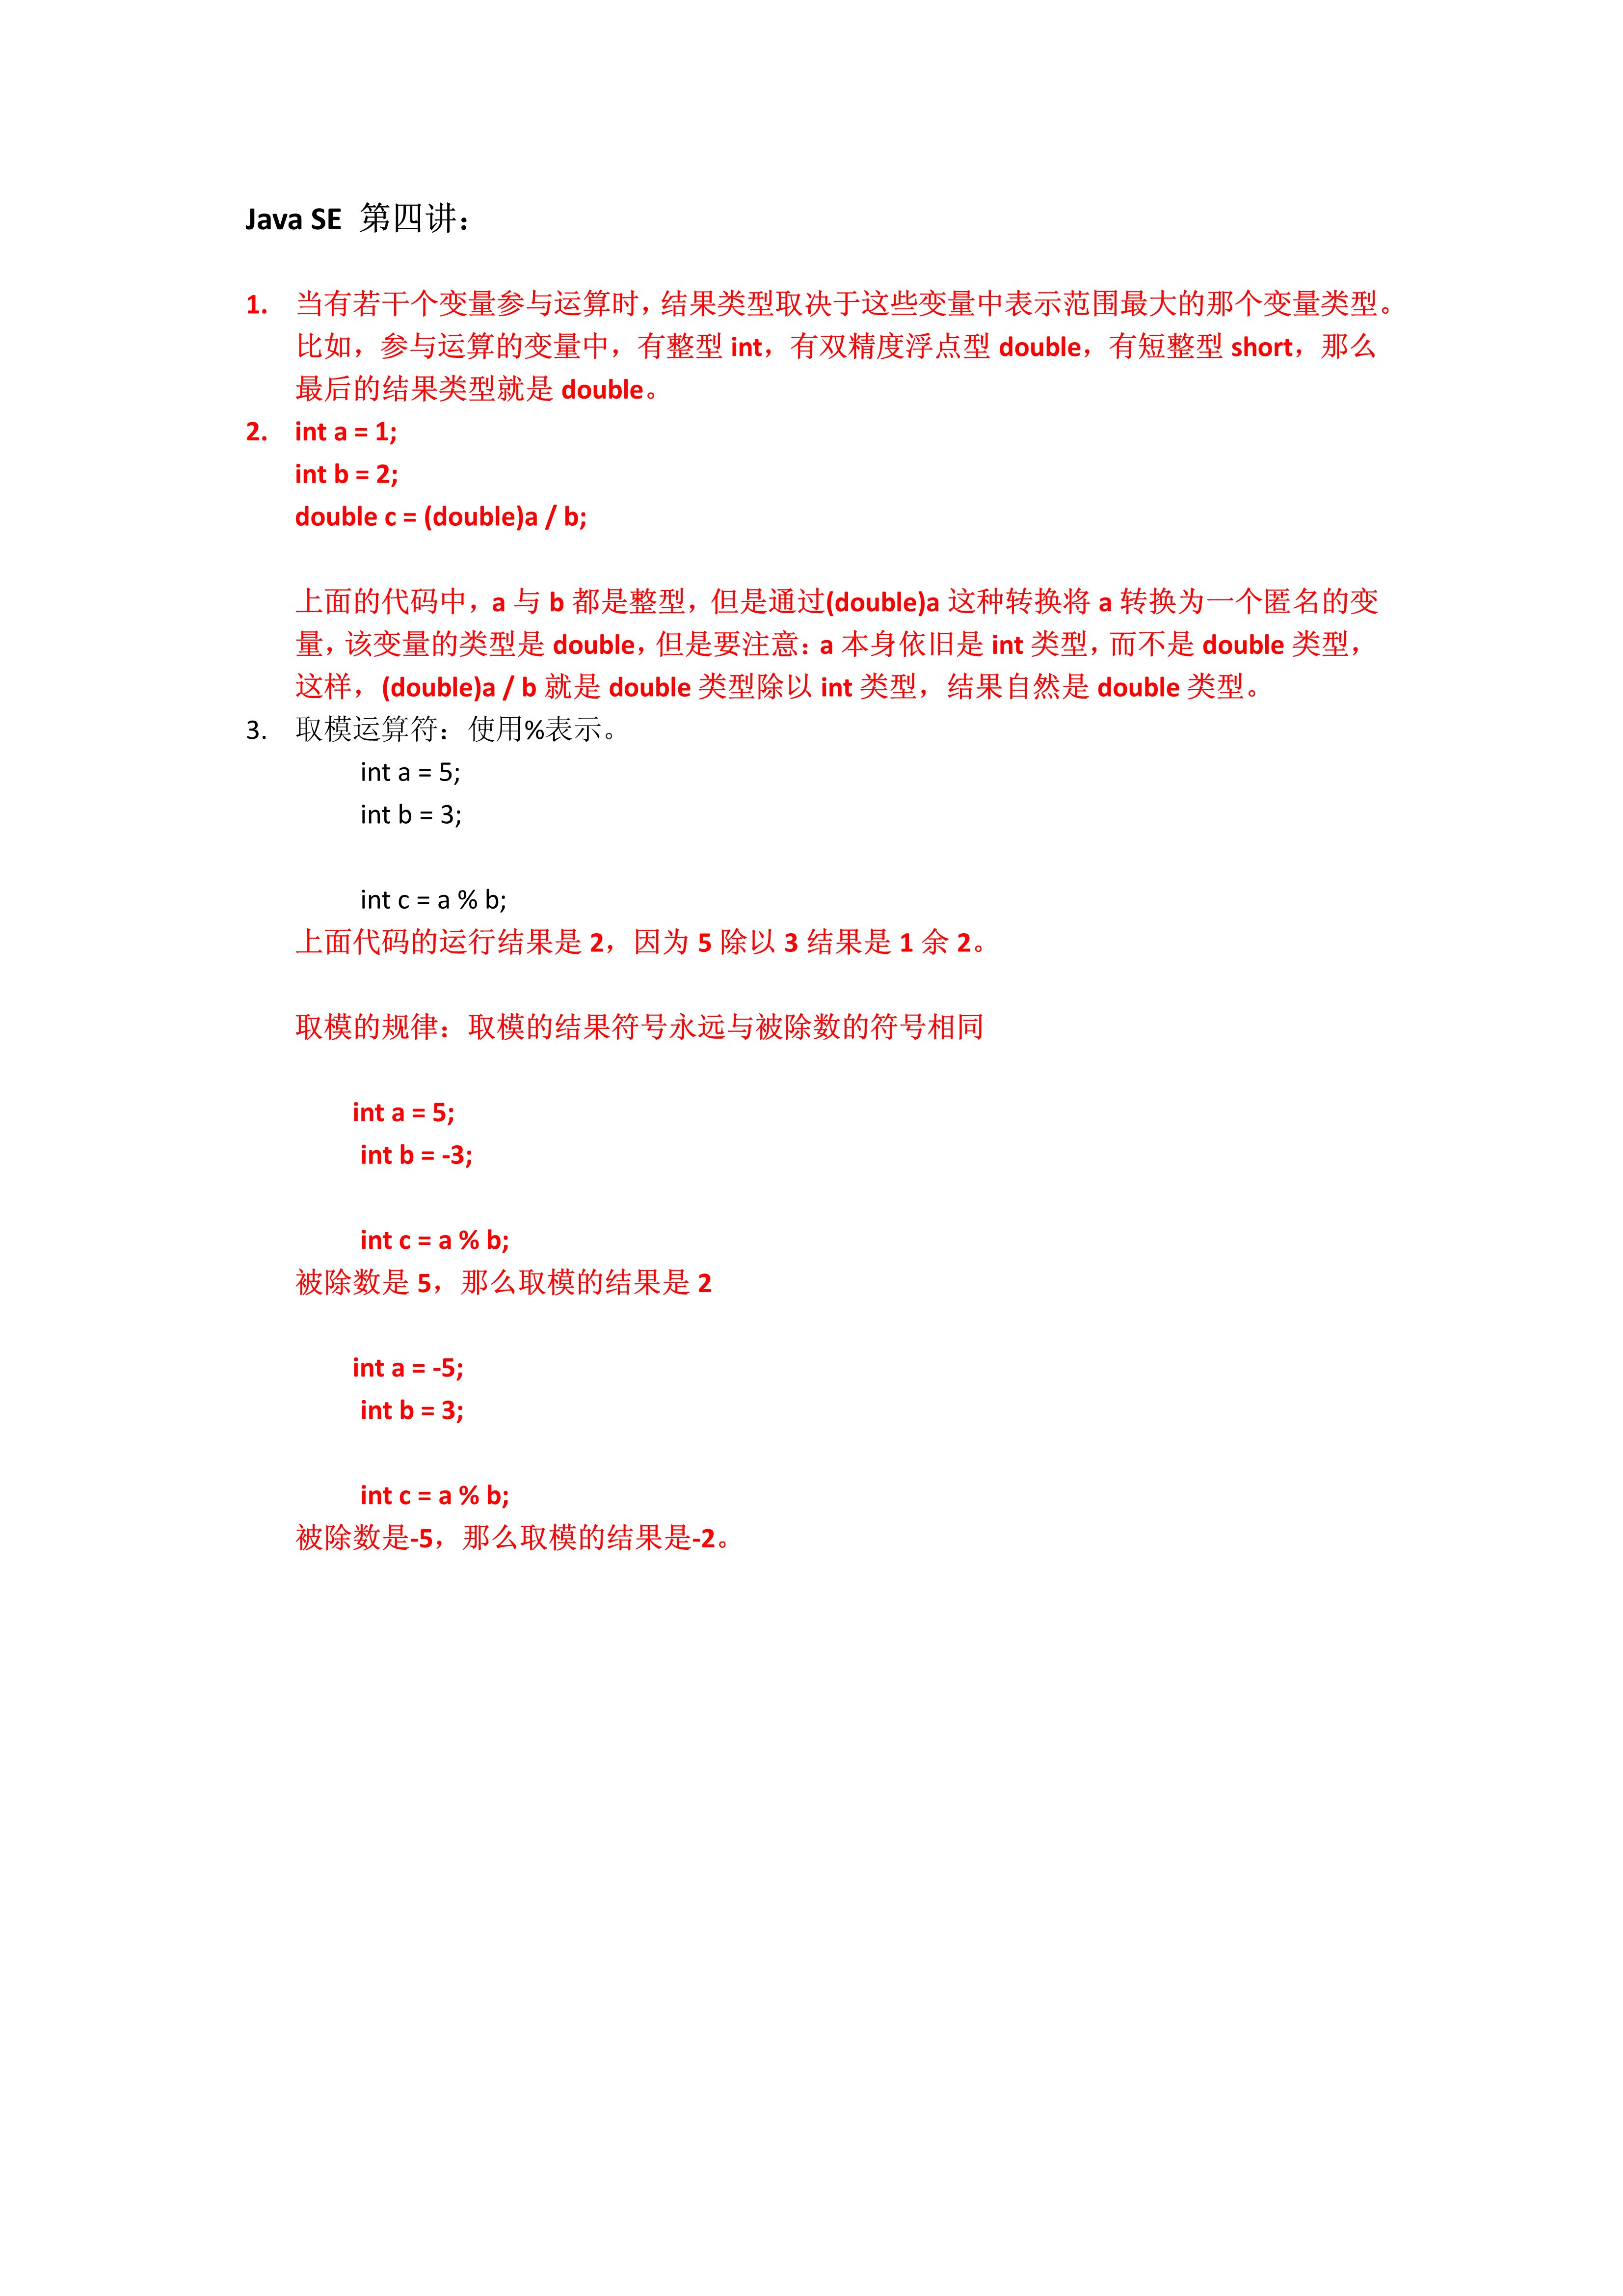 Java SE 第四讲：
1. 当有若干个变量参与运算时，结果类型取决于这些变量中表示范围最大的那个变量类型。
比如，参与运算的变量中，有整型 int，有双精度浮点型 double，有短整型 short，那么
最后的结果类型就是 double。
2. int a = 1;
int b = 2;
double c = (double)a / b;
上面的代码中，a 与 b 都是整型，但是通过(double)a 这种转换将 a 转换为一个匿名的变
量，该变量的类型是 double，但是要注意：a 本身依旧是 int 类型，而不是 double 类型，
这样，(double)a / b 就是 double 类型除以 int 类型，结果自然是 double 类型。
3. 取模运算符：使用%表示。
int a = 5;
int b = 3;
int c = a % b;
上面代码的运行结果是 2，因为 5 除以 3 结果是 1 余 2。
取模的规律：取模的结果符号永远与被除数的符号相同
int a = 5;
int b = -3;
int c = a % b;
被除数是 5，那么取模的结果是 2
int a = -5;
int b = 3;
int c = a % b;
被除数是-5，那么取模的结果是-2。